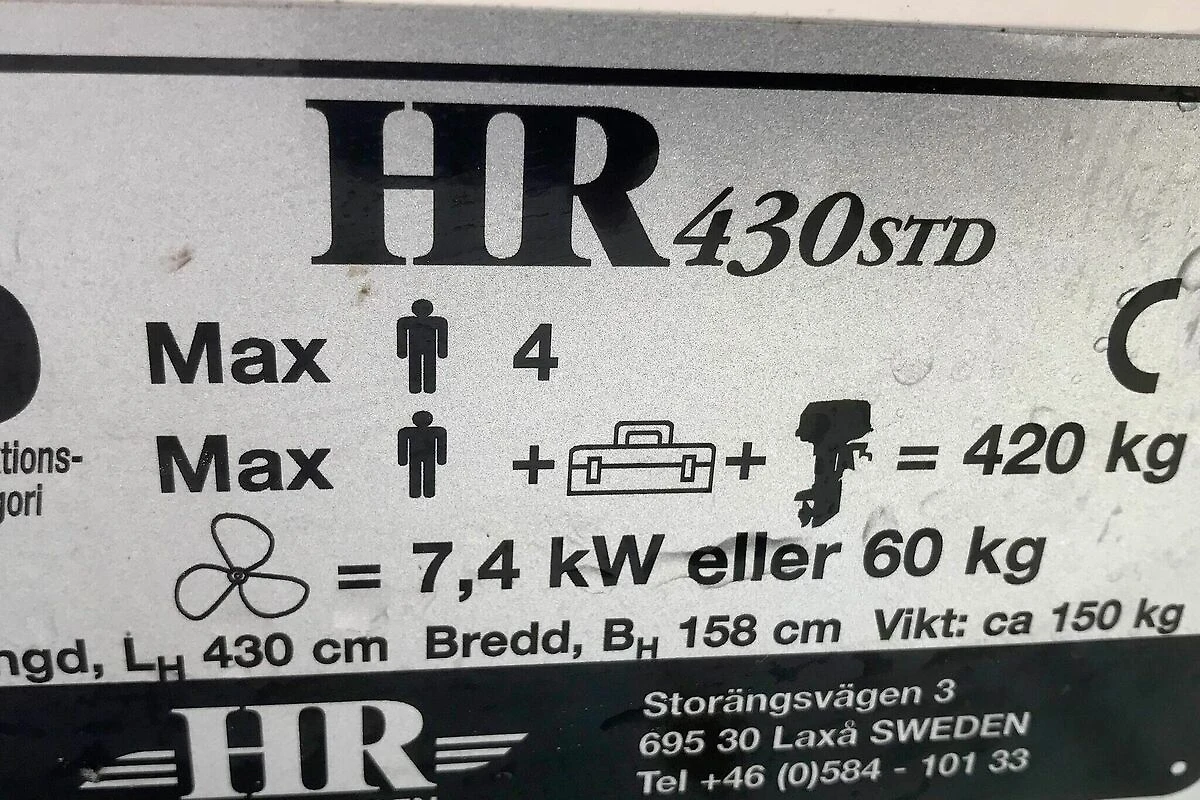 HR 430 STD
Max 4
Max + + = 420 kg
= 7,4 kW eller 60 kg
ngd, LH 430 cm Bredd, BH 158 cm Vikt: ca 150 kg
tions-
gori
HR
Storängsvägen 3
695 30 Laxå SWEDEN
Tel +46 (0)584 - 101 33